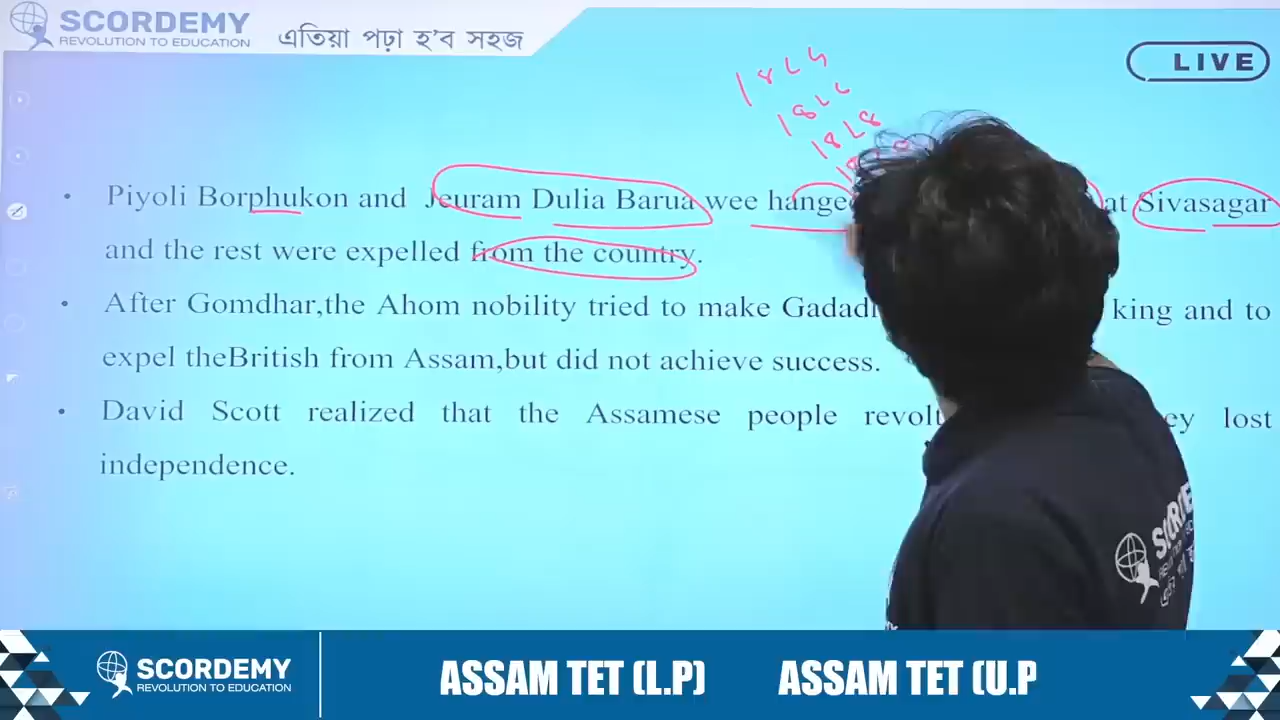 SCORDEMY
REVOLUTION TO EDUCATION
এতিয়া পঢ়া হ'ব সহজ
LIVE
• Piyoli Borphukon and Jeuram Dulia Barua wee hanged at Sivasagar
and the rest were expelled from the country.
• After Gomdhar,the Ahom nobility tried to make king and to
expel theBritish from Assam,but did not achieve success.
• David Scott realized that the Assamese people revolt lost
independence.
SCORDEMY
REVOLUTION TO EDUCATION
ASSAM TET (L.P) ASSAM TET (U.P